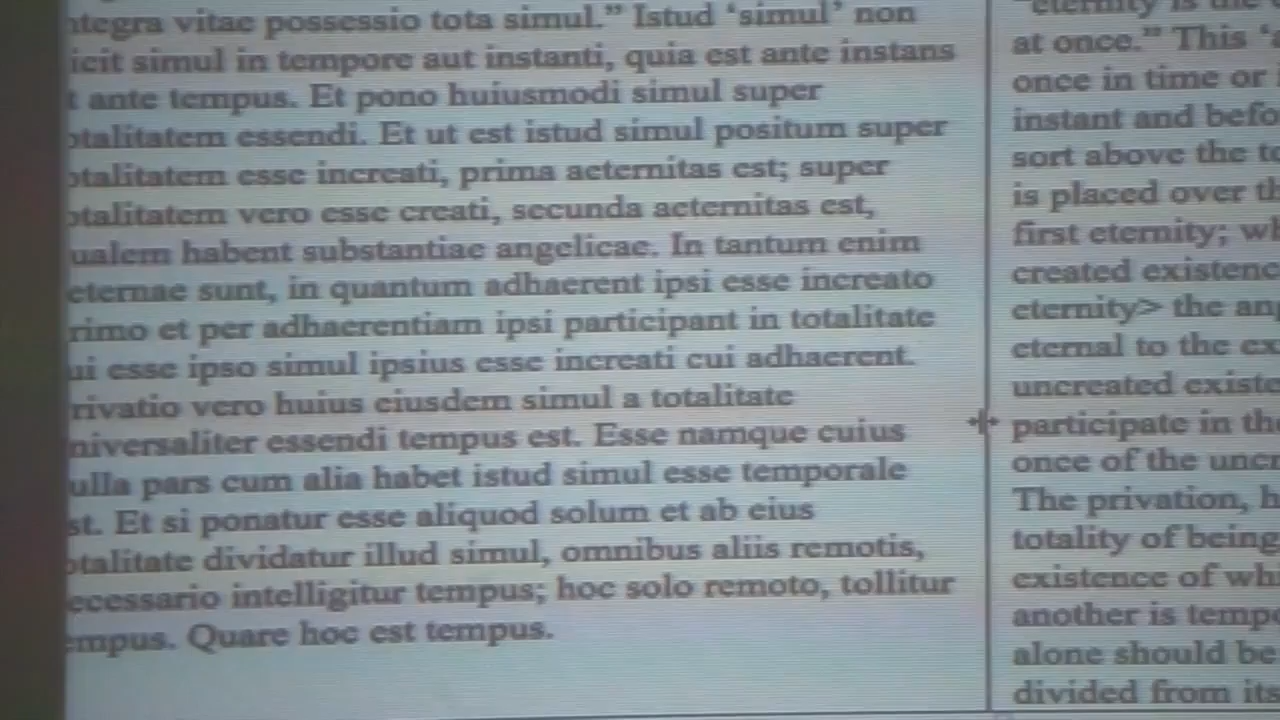 ntegra vitae possessio tota simul.” Istud ‘simul’ non
icit simul in tempore aut instanti, quia est ante instans
t ante tempus. Et pono huiusmodi simul super
otalitatem essendi. Et ut est istud simul positum super
otalitatem esse increati, prima aeternitas est; super
otalitatem vero esse creati, secunda aeternitas est,
ualem habent substantiae angelicae. In tantum enim
eternae sunt, in quantum adhaerent ipsi esse increato
rimo et per adhaerentiam ipsi participant in totalitate
ui esse ipso simul ipsius esse increati cui adhaerent.
rivatio vero huius eiusdem simul a totalitate
niversaliter essendi tempus est. Esse namque cuius
ulla pars cum alia habet istud simul esse temporale
st. Et si ponatur esse aliquod solum et ab eius
otalitate dividatur illud simul, omnibus aliis remotis,
ecessario intelligitur tempus; hoc solo remoto, tollitur
empus. Quare hoc est tempus.
“eternity is the
at once.” This ‘a
once in time or i
instant and befo
sort above the to
is placed over th
first eternity; wh
created existenc
eternity> the ang
eternal to the ex
uncreated existe
participate in the
once of the uncr
The privation, h
totality of being
existence of whi
another is tempo
alone should be
divided from its